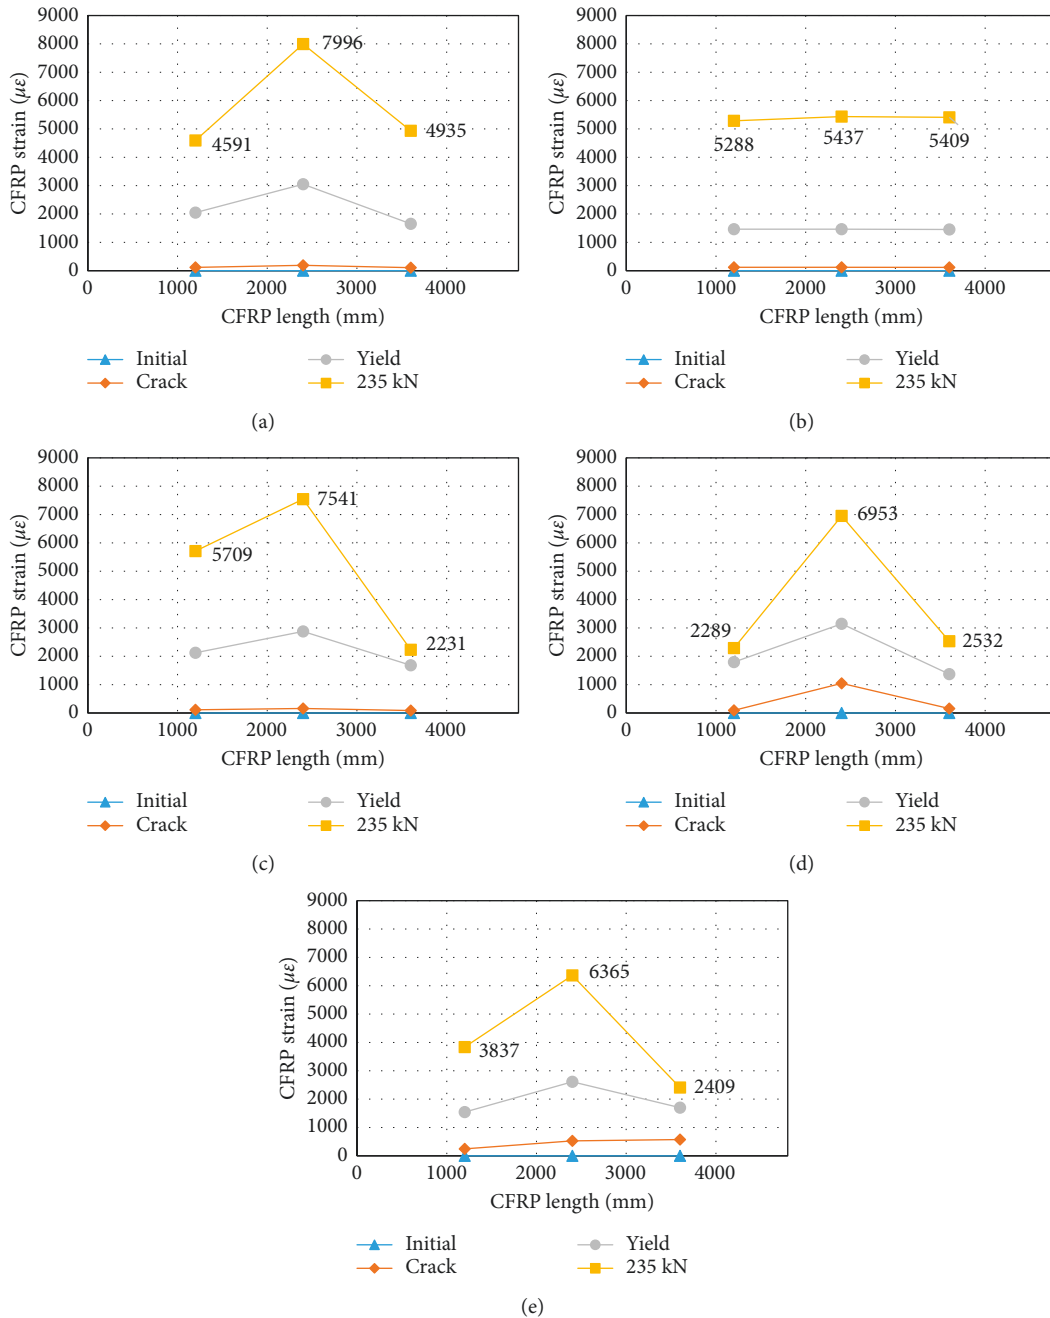 9000
8000
7000
6000
5000
4000
3000
2000
1000
0
CFRP strain (με)
7996
4591
4935
0 1000 2000 3000 4000
CFRP length (mm)
Initial Yield
Crack 235 kN
(a)
9000
8000
7000
6000
5000
4000
3000
2000
1000
0
CFRP strain (με)
5288 5437 5409
0 1000 2000 3000 4000
CFRP length (mm)
Initial Yield
Crack 235 kN
(b)
9000
8000
7000
6000
5000
4000
3000
2000
1000
0
CFRP strain (με)
7541
5709
2231
0 1000 2000 3000 4000
CFRP length (mm)
Initial Yield
Crack 235 kN
(c)
9000
8000
7000
6000
5000
4000
3000
2000
1000
0
CFRP strain (με)
6953
2289
2532
0 1000 2000 3000 4000
CFRP length (mm)
Initial Yield
Crack 235 kN
(d)
9000
8000
7000
6000
5000
4000
3000
2000
1000
0
CFRP strain (με)
6365
3837
2409
0 1000 2000 3000 4000
CFRP length (mm)
Initial Yield
Crack 235 kN
(e)